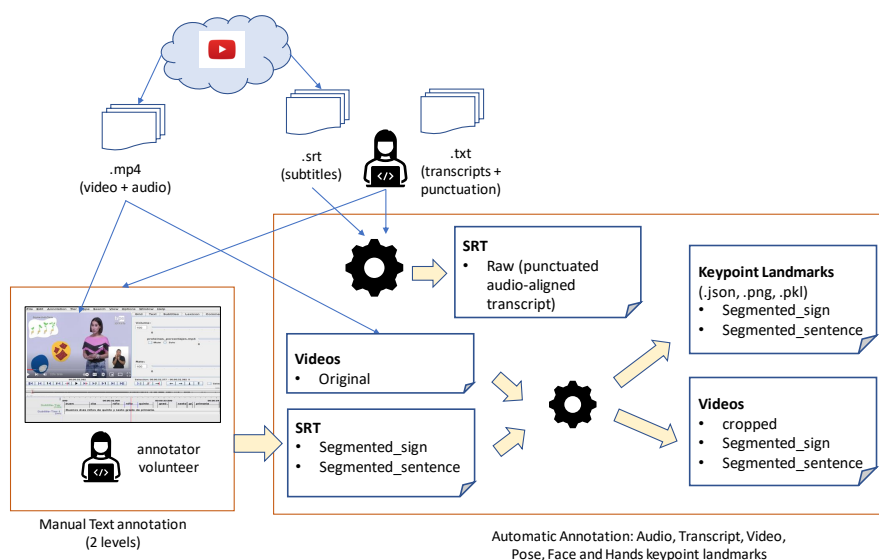 .mp4
(video + audio)
.srt
(subtitles)
.txt
(transcripts +
punctuation)
SRT
• Raw (punctuated
audio-aligned
transcript)
Keypoint Landmarks
(.json, .png, .pkl)
• Segmented_sign
• Segmented_sentence
Videos
• Original
SRT
• Segmented_sign
• Segmented_sentence
Videos
• cropped
• Segmented_sign
• Segmented_sentence
annotator
volunteer
Manual Text annotation
(2 levels)
Automatic Annotation: Audio, Transcript, Video,
Pose, Face and Hands keypoint landmarks